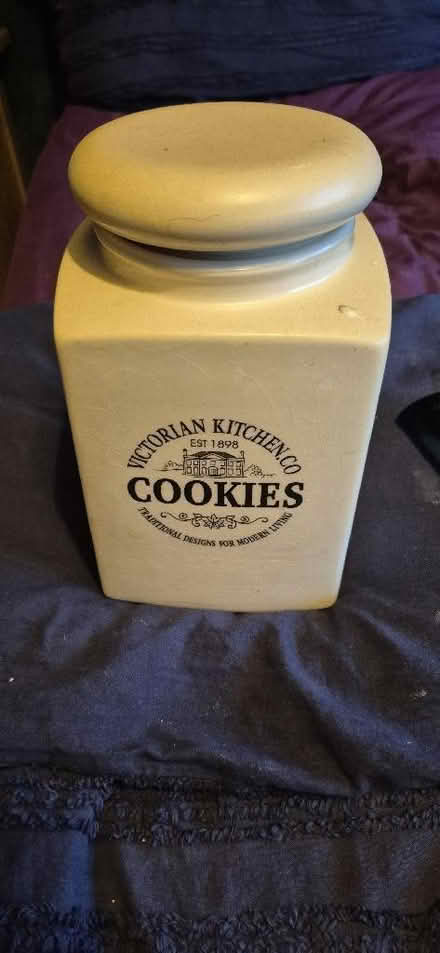 VICTORIAN KITCHEN.CO
EST 1898
COOKIES
TRADITIONAL DESIGNS FOR MODERN LIVING